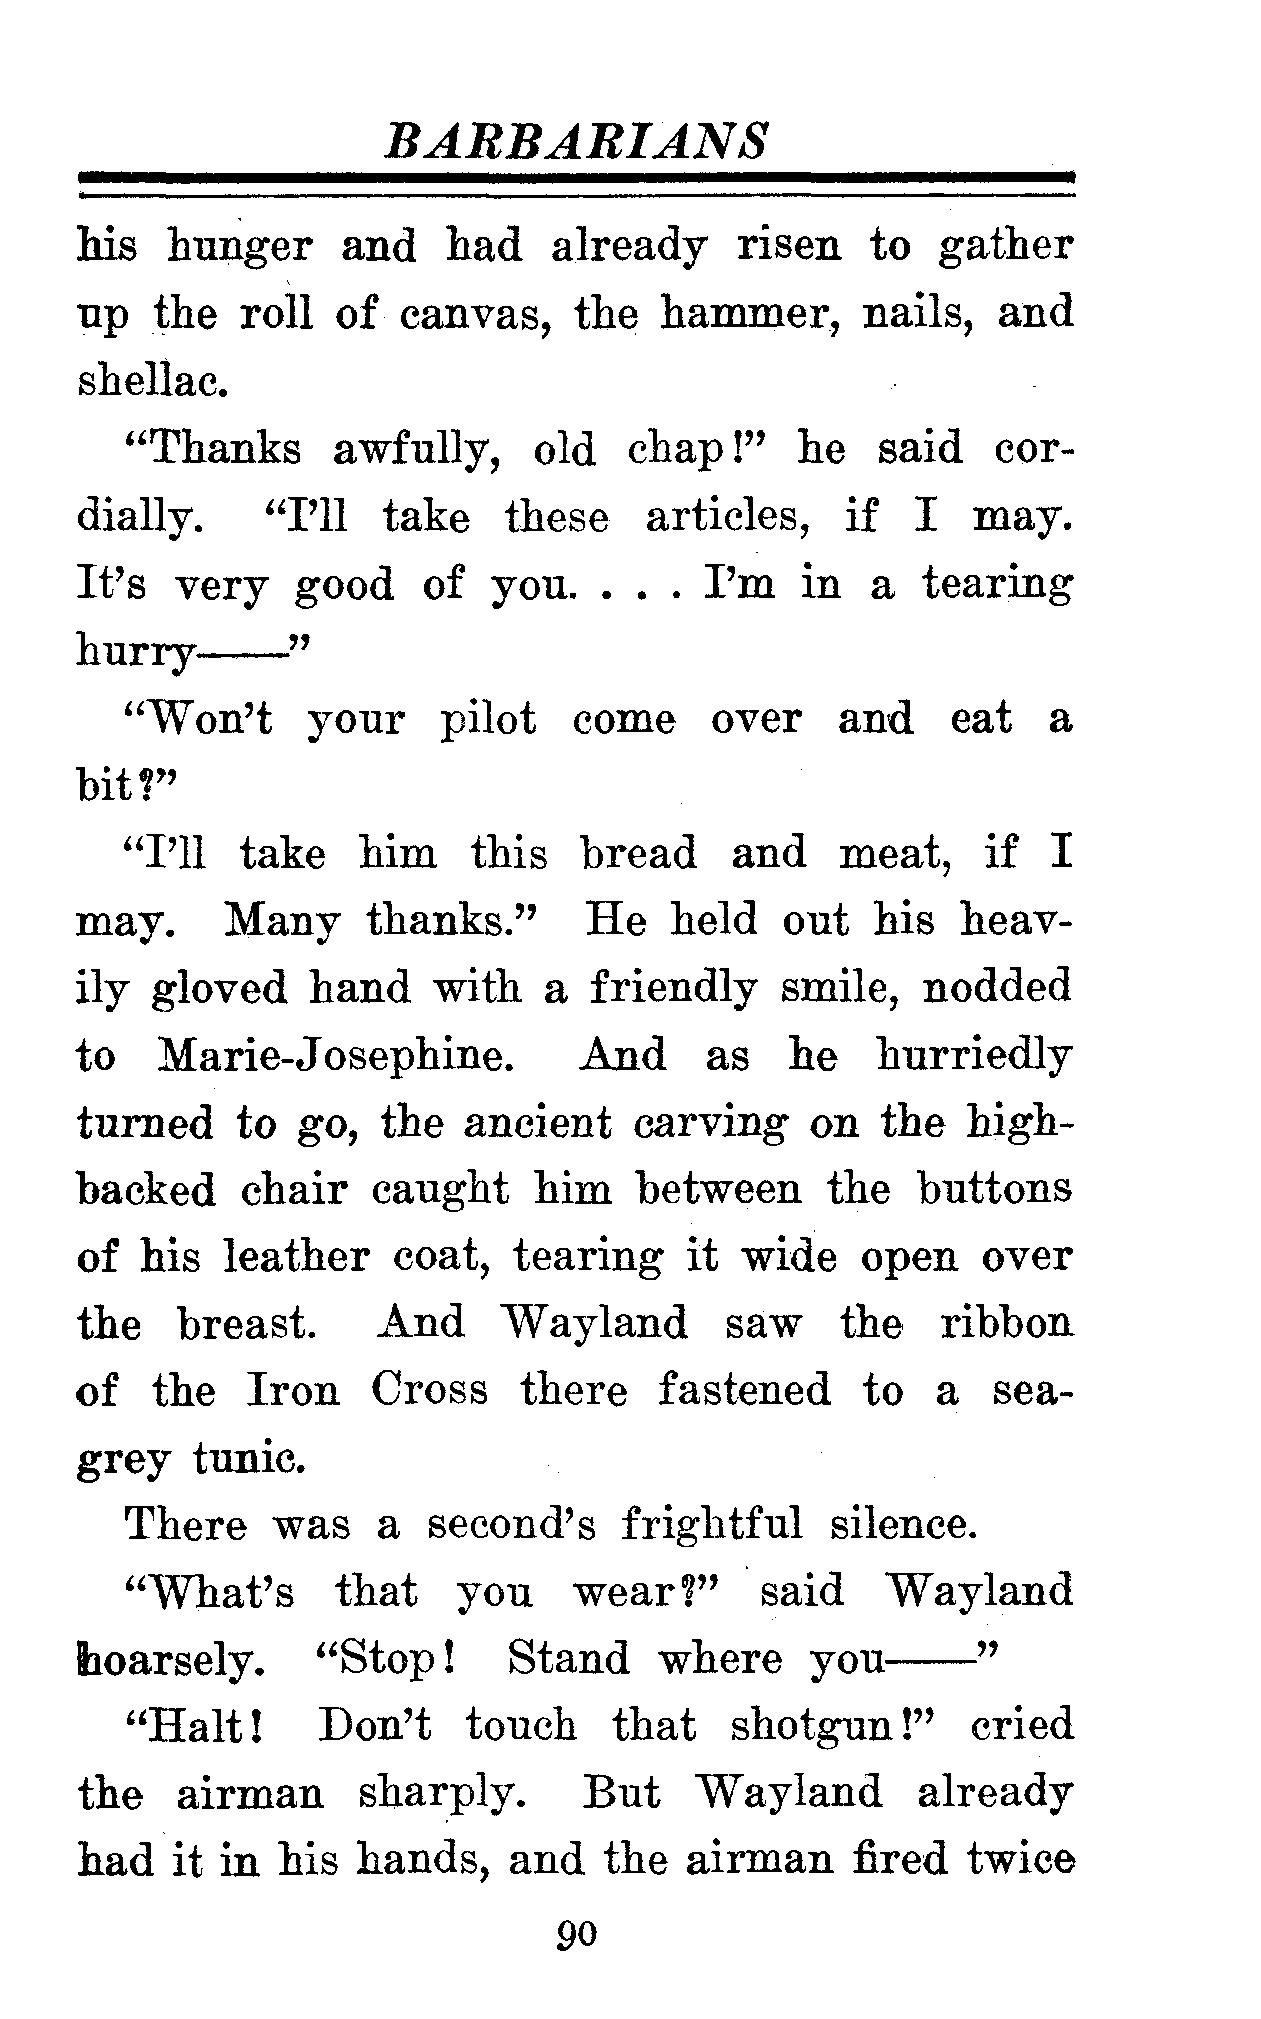 BARBARIANS
his hunger and had already risen to gather
up the roll of canvas, the hammer, nails, and
shellac.
“Thanks awfully, old chap!” he said cor-
dially. “I’ll take these articles, if I may.
It’s very good of you. . . . I’m in a tearing
hurry——”
“Won’t your pilot come over and eat a
bit?”
“I’ll take him this bread and meat, if I
may. Many thanks.” He held out his heav-
ily gloved hand with a friendly smile, nodded
to Marie-Josephine. And as he hurriedly
turned to go, the ancient carving on the high-
backed chair caught him between the buttons
of his leather coat, tearing it wide open over
the breast. And Wayland saw the ribbon
of the Iron Cross there fastened to a sea-
grey tunic.
There was a second’s frightful silence.
“What’s that you wear?” said Wayland
hoarsely. “Stop! Stand where you——”
“Halt! Don’t touch that shotgun!” cried
the airman sharply. But Wayland already
had it in his hands, and the airman fired twice
90